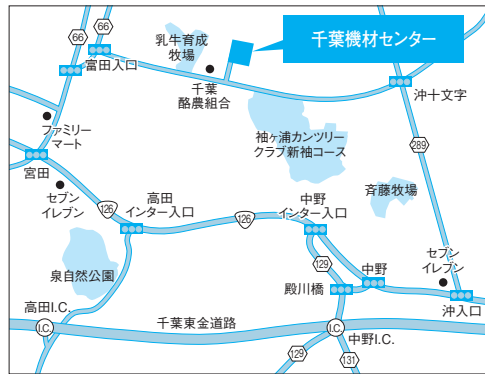 66
66
富田入口
乳牛育成
牧場
千葉機材センター
千葉
酪農組合
沖十文字
ファミリー
マート
袖ヶ浦カンツリー
クラブ新袖コース
289
宮田
セブン
イレブン
126
高田
インター入口
126
中野
インター入口
斉藤牧場
泉自然公園
129
殿川橋
中野
セブン
イレブン
沖入口
高田I.C.
I.C.
千葉東金道路
I.C.
中野I.C.
129
131